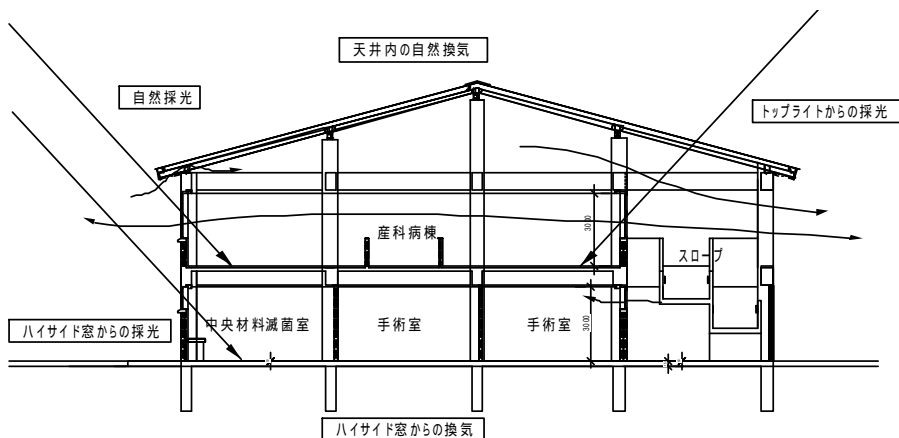 天井内の自然換気
自然採光
トップライトからの採光
産科病棟
3000
スロープ
ハイサイド窓からの採光
中央材料滅菌室
手術室
手術室
3000
ハイサイド窓からの換気